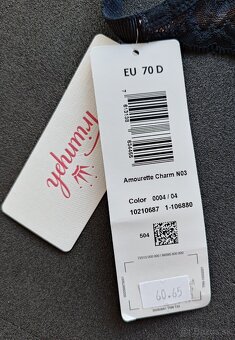 Triumph
EU 70 D
Amourette Charm N03
Color 0004 / 04
10210687 1-106880
504
60.65